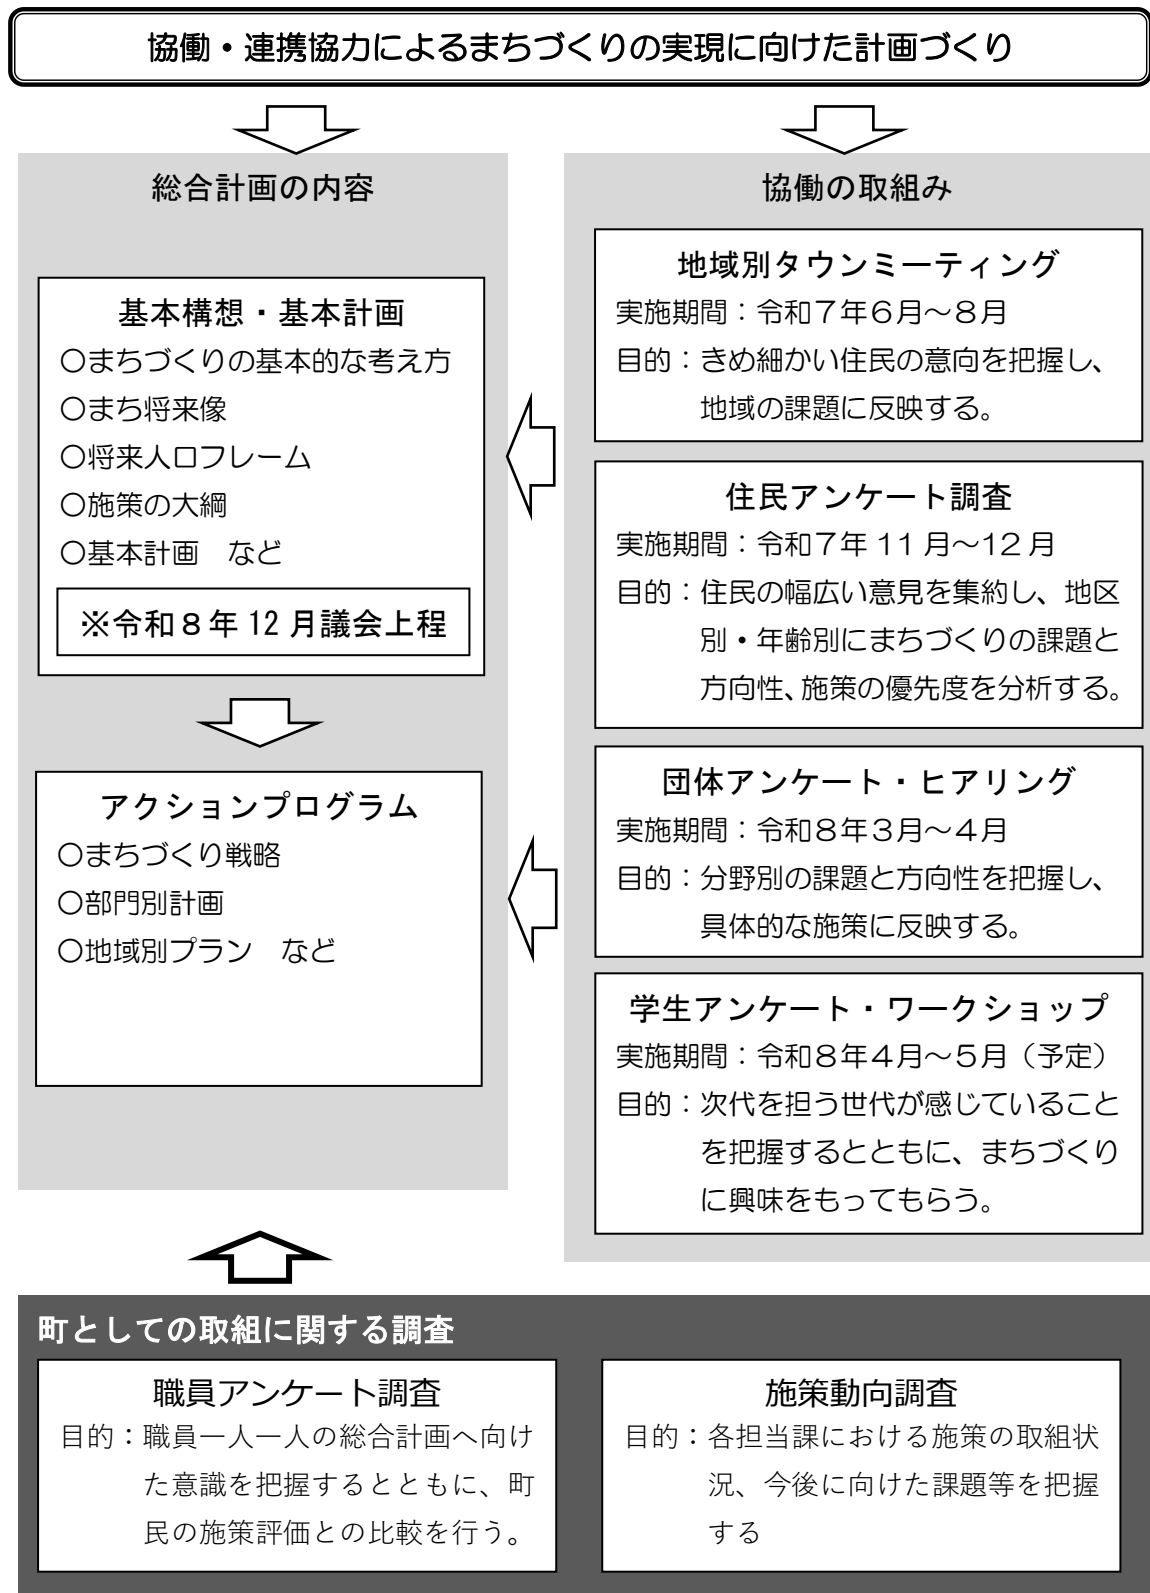 協働・連携協力によるまちづくりの実現に向けた計画づくり
総合計画の内容
基本構想・基本計画
〇まちづくりの基本的な考え方
〇まち将来像
〇将来人口フレーム
〇施策の大綱
〇基本計画　など
※令和８年 12 月議会上程
アクションプログラム
〇まちづくり戦略
〇部門別計画
〇地域別プラン　など
協働の取組み
地域別タウンミーティング
実施期間：令和７年６月～８月
目的：きめ細かい住民の意向を把握し、
地域の課題に反映する。
住民アンケート調査
実施期間：令和７年 11 月～12 月
目的：住民の幅広い意見を集約し、地区
別・年齢別にまちづくりの課題と
方向性、施策の優先度を分析する。
団体アンケート・ヒアリング
実施期間：令和８年３月～４月
目的：分野別の課題と方向性を把握し、
具体的な施策に反映する。
学生アンケート・ワークショップ
実施期間：令和８年４月～５月（予定）
目的：次代を担う世代が感じていること
を把握するとともに、まちづくり
に興味をもってもらう。
町としての取組に関する調査
職員アンケート調査
目的：職員一人一人の総合計画へ向け
た意識を把握するとともに、町
民の施策評価との比較を行う。
施策動向調査
目的：各担当課における施策の取組状
況、今後に向けた課題等を把握
する